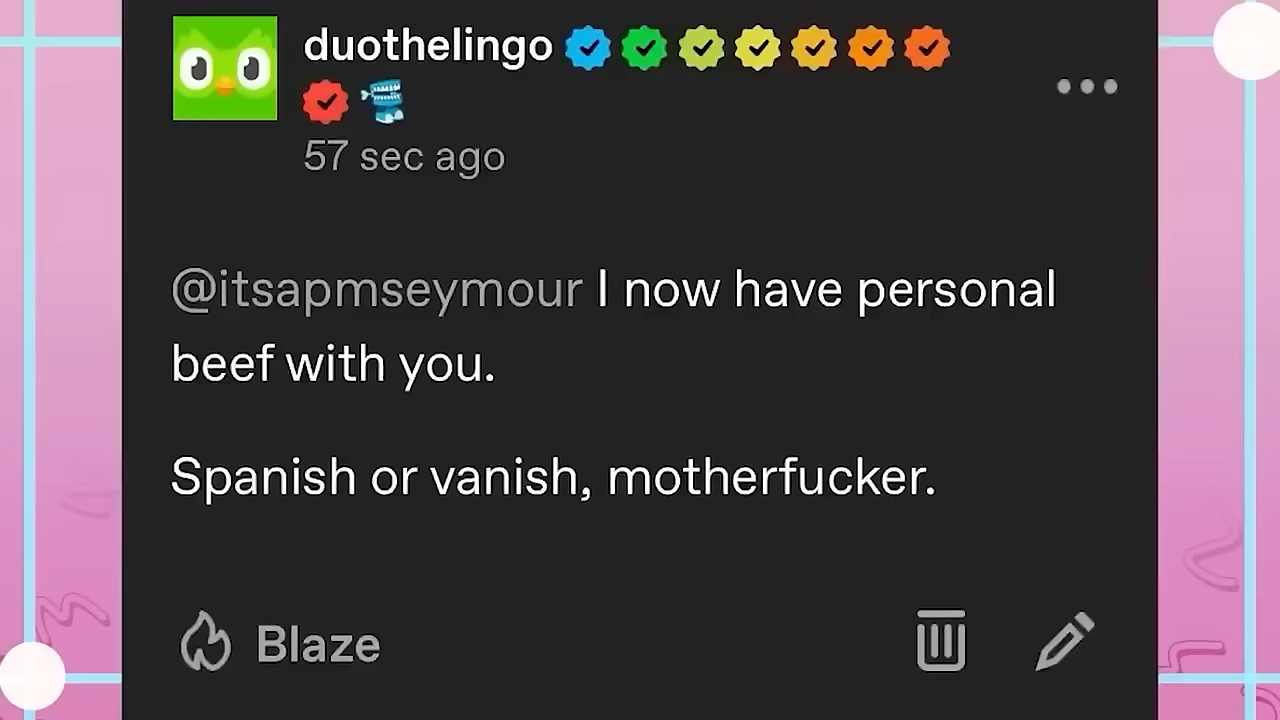 duothelingo
57 sec ago
@itsapmseymour I now have personal
beef with you.
Spanish or vanish, motherfucker.
Blaze